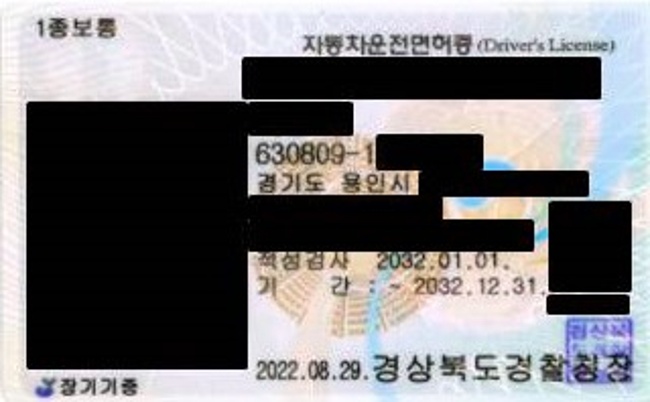 1종보통
자동차운전면허증 (Driver's License)
630809-1
경기도 용인시
적성검사 2032.01.01.
기 간 : ~ 2032.12.31.
2022.08.29. 경상북도경찰청장
장기기증